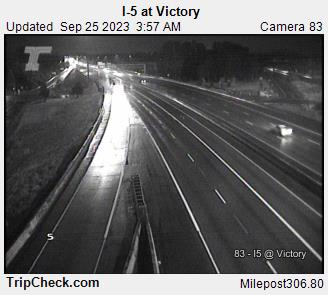 I-5 at Victory
Updated Sep 25 2023 3:57 AM Camera 83
T
S
83 - I5 @ Victory
TripCheck.com Milepost306.80